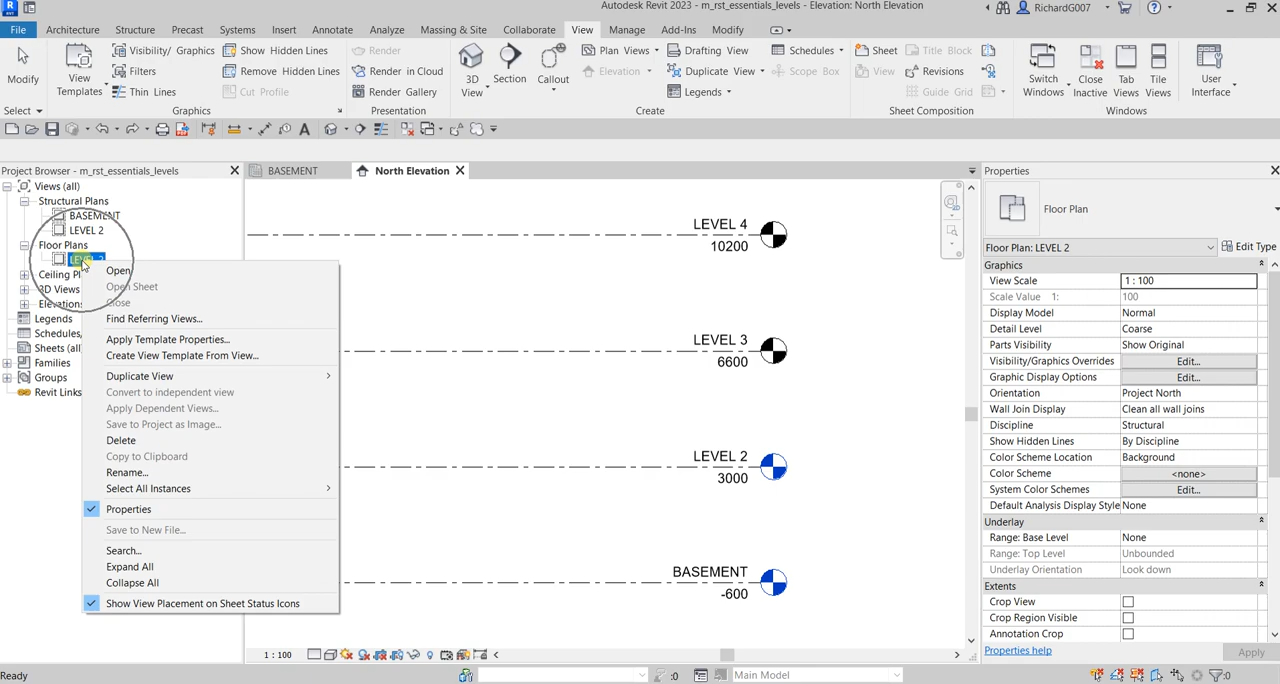 Autodesk Revit 2023 - m_rst_essentials_levels - Elevation: North Elevation
RichardG007
File Architecture Structure Precast Systems Insert Annotate Analyze Massing & Site Collaborate View Manage Add-Ins Modify
Modify
View Templates
Visibility/ Graphics
Filters
Thin Lines
Show Hidden Lines
Remove Hidden Lines
Cut Profile
Render
Render in Cloud
Render Gallery
3D View
Section
Callout
Plan Views
Elevation
Drafting View
Duplicate View
Legends
Schedules
Scope Box
Sheet
View
Title Block
Revisions
Guide Grid
Switch Windows
Close Inactive
Tab Views
Tile Views
User Interface
Select
Graphics
Presentation
Create
Sheet Composition
Windows
Project Browser - m_rst_essentials_levels
Views (all)
Structural Plans
BASEMENT
LEVEL 2
Floor Plans
3D Views
Elevations
Legends
Schedules/
Sheets (all
Families
Groups
Revit Links
Open
Open Sheet
Close
Find Referring Views...
Apply Template Properties...
Create View Template From View...
Duplicate View
Convert to independent view
Apply Dependent Views...
Save to Project as Image...
Delete
Copy to Clipboard
Rename...
Select All Instances
Properties
Save to New File...
Search...
Expand All
Collapse All
Show View Placement on Sheet Status Icons
BASEMENT
North Elevation
LEVEL 4
10200
LEVEL 3
6600
LEVEL 2
3000
BASEMENT
-600
1 : 100
Properties
Floor Plan
Floor Plan: LEVEL 2
Edit Type
Graphics
View Scale 1 : 100
Scale Value 1: 100
Display Model Normal
Detail Level Coarse
Parts Visibility Show Original
Visibility/Graphics Overrides Edit...
Graphic Display Options Edit...
Orientation Project North
Wall Join Display Clean all wall joins
Discipline Structural
Show Hidden Lines By Discipline
Color Scheme Location Background
Color Scheme <none>
System Color Schemes Edit...
Default Analysis Display Style None
Underlay
Range: Base Level None
Range: Top Level Unbounded
Underlay Orientation Look down
Extents
Crop View
Crop Region Visible
Annotation Crop
Properties help
Apply
Ready
:0
Main Model
:0